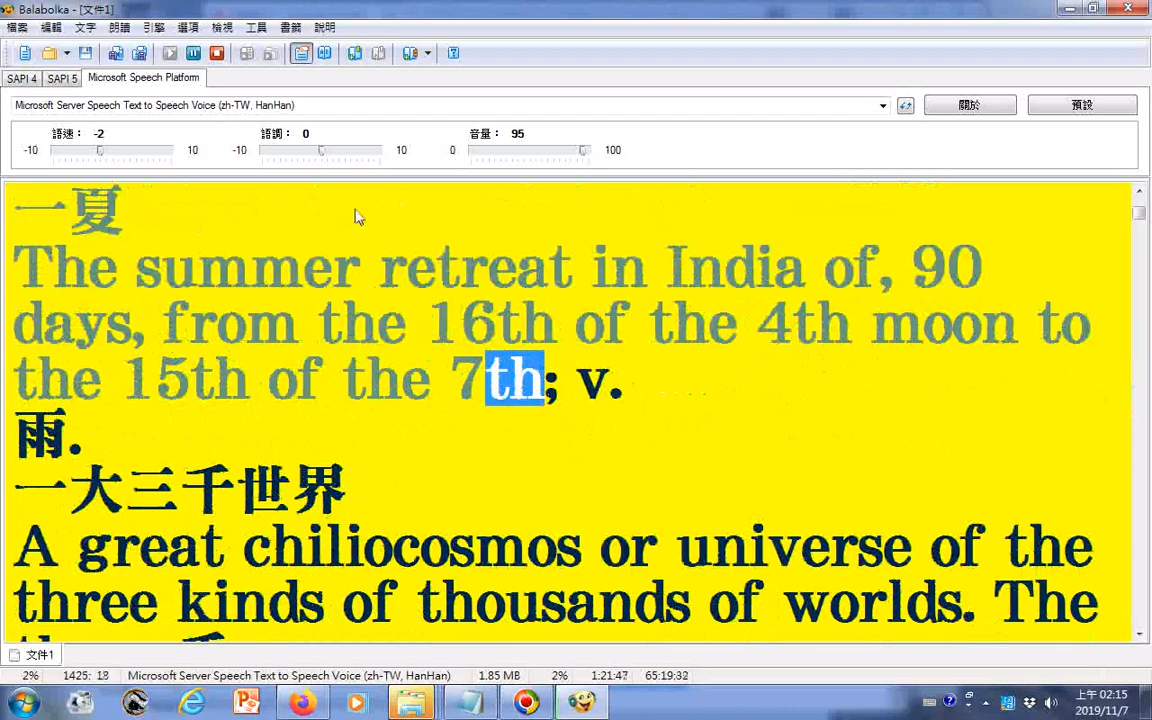 Balabolka - [文件1]
檔案 編輯 文字 朗讀 引擎 選項 檢視 工具 書籤 說明
SAPI 4 SAPI 5 Microsoft Speech Platform
Microsoft Server Speech Text to Speech Voice (zh-TW, HanHan)
關於 預設
語速： -2 語調： 0 音量： 95
-10 10 -10 10 0 100
一夏
The summer retreat in India of, 90
days, from the 16th of the 4th moon to
the 15th of the 7th; v.
雨.
一大三千世界
A great chiliocosmos or universe of the
three kinds of thousands of worlds. The
文件1
2% 1425: 13 Microsoft Server Speech Text to Speech Voice (zh-TW, HanHan) 1.85 MB 2% 1:21:47 65:19:32
上午 02:15
2019/11/7